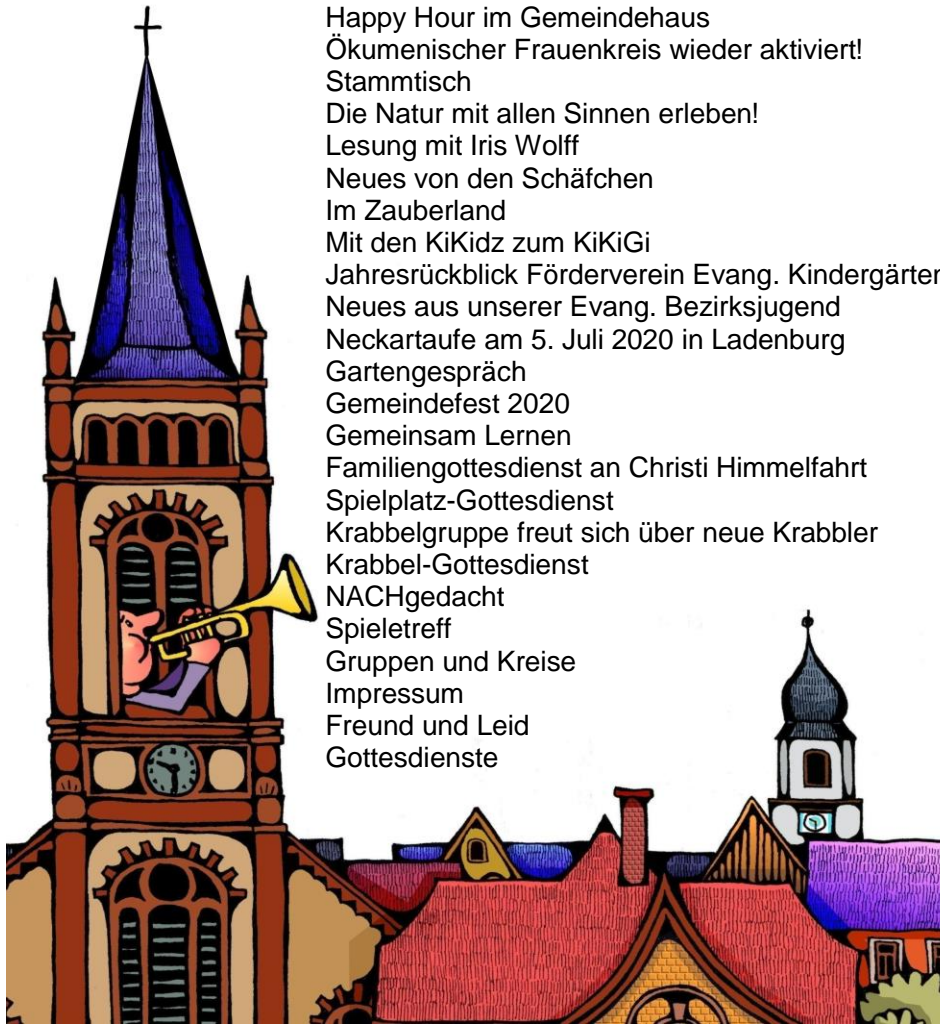 Happy Hour im Gemeindehaus
Ökumenischer Frauenkreis wieder aktiviert!
Stammtisch
Die Natur mit allen Sinnen erleben!
Lesung mit Iris Wolff
Neues von den Schäfchen
Im Zauberland
Mit den KiKidz zum KiKiGi
Jahresrückblick Förderverein Evang. Kindergärten
Neues aus unserer Evang. Bezirksjugend
Neckartaufe am 5. Juli 2020 in Ladenburg
Gartengespräch
Gemeindefest 2020
Gemeinsam Lernen
Familiengottesdienst an Christi Himmelfahrt
Spielplatz-Gottesdienst
Krabbelgruppe freut sich über neue Krabbler
Krabbel-Gottesdienst
NACHgedacht
Spieletreff
Gruppen und Kreise
Impressum
Freund und Leid
Gottesdienste